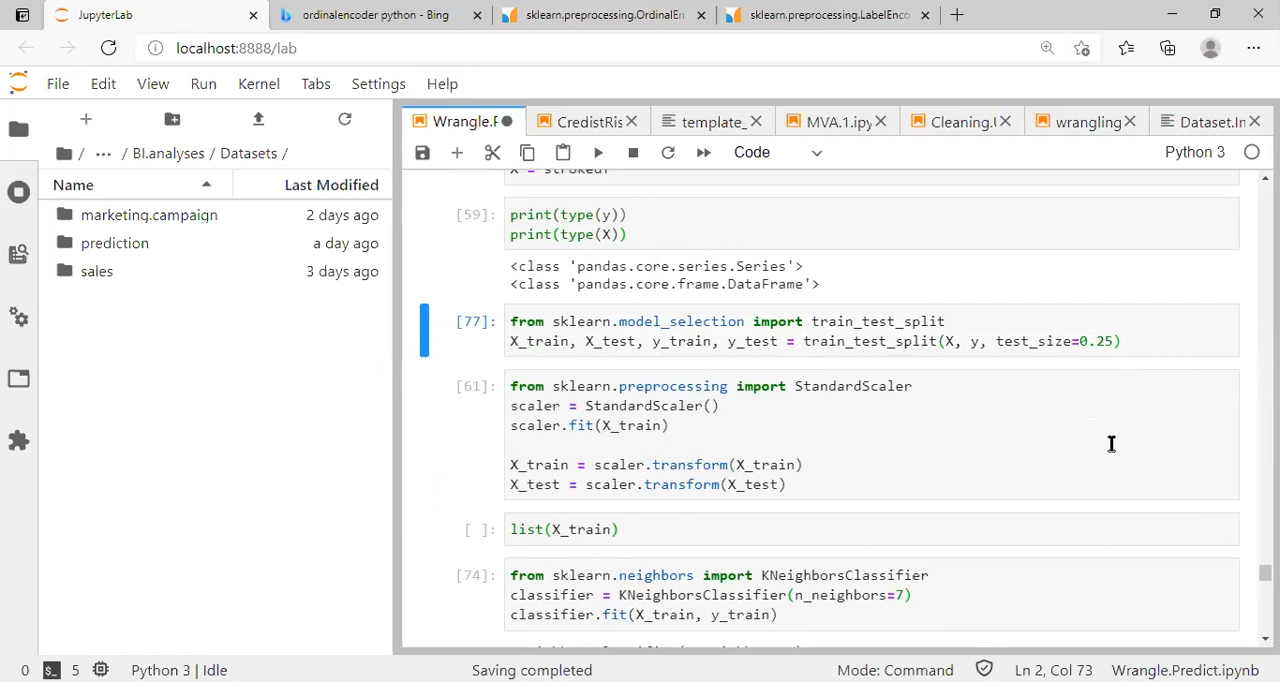 JupyterLab
ordinalencoder python - Bing
sklearn.preprocessing.OrdinalEn
sklearn.preprocessing.LabelEnco
localhost:8888/lab
File Edit View Run Kernel Tabs Settings Help
Wrangle.F
CredistRis
template_
MVA.1.ipy
Cleaning.
wrangling
Dataset.In
/ ··· / BI.analyses / Datasets /
Code
Python 3
Name Last Modified
marketing.campaign 2 days ago
prediction a day ago
sales 3 days ago
X = strokedf
[59]: print(type(y))
print(type(X))
<class 'pandas.core.series.Series'>
<class 'pandas.core.frame.DataFrame'>
[77]: from sklearn.model_selection import train_test_split
X_train, X_test, y_train, y_test = train_test_split(X, y, test_size=0.25)
[61]: from sklearn.preprocessing import StandardScaler
scaler = StandardScaler()
scaler.fit(X_train)
X_train = scaler.transform(X_train)
X_test = scaler.transform(X_test)
[ ]: list(X_train)
[74]: from sklearn.neighbors import KNeighborsClassifier
classifier = KNeighborsClassifier(n_neighbors=7)
classifier.fit(X_train, y_train)
0 5 Python 3 | Idle Saving completed Mode: Command Ln 2, Col 73 Wrangle.Predict.ipynb